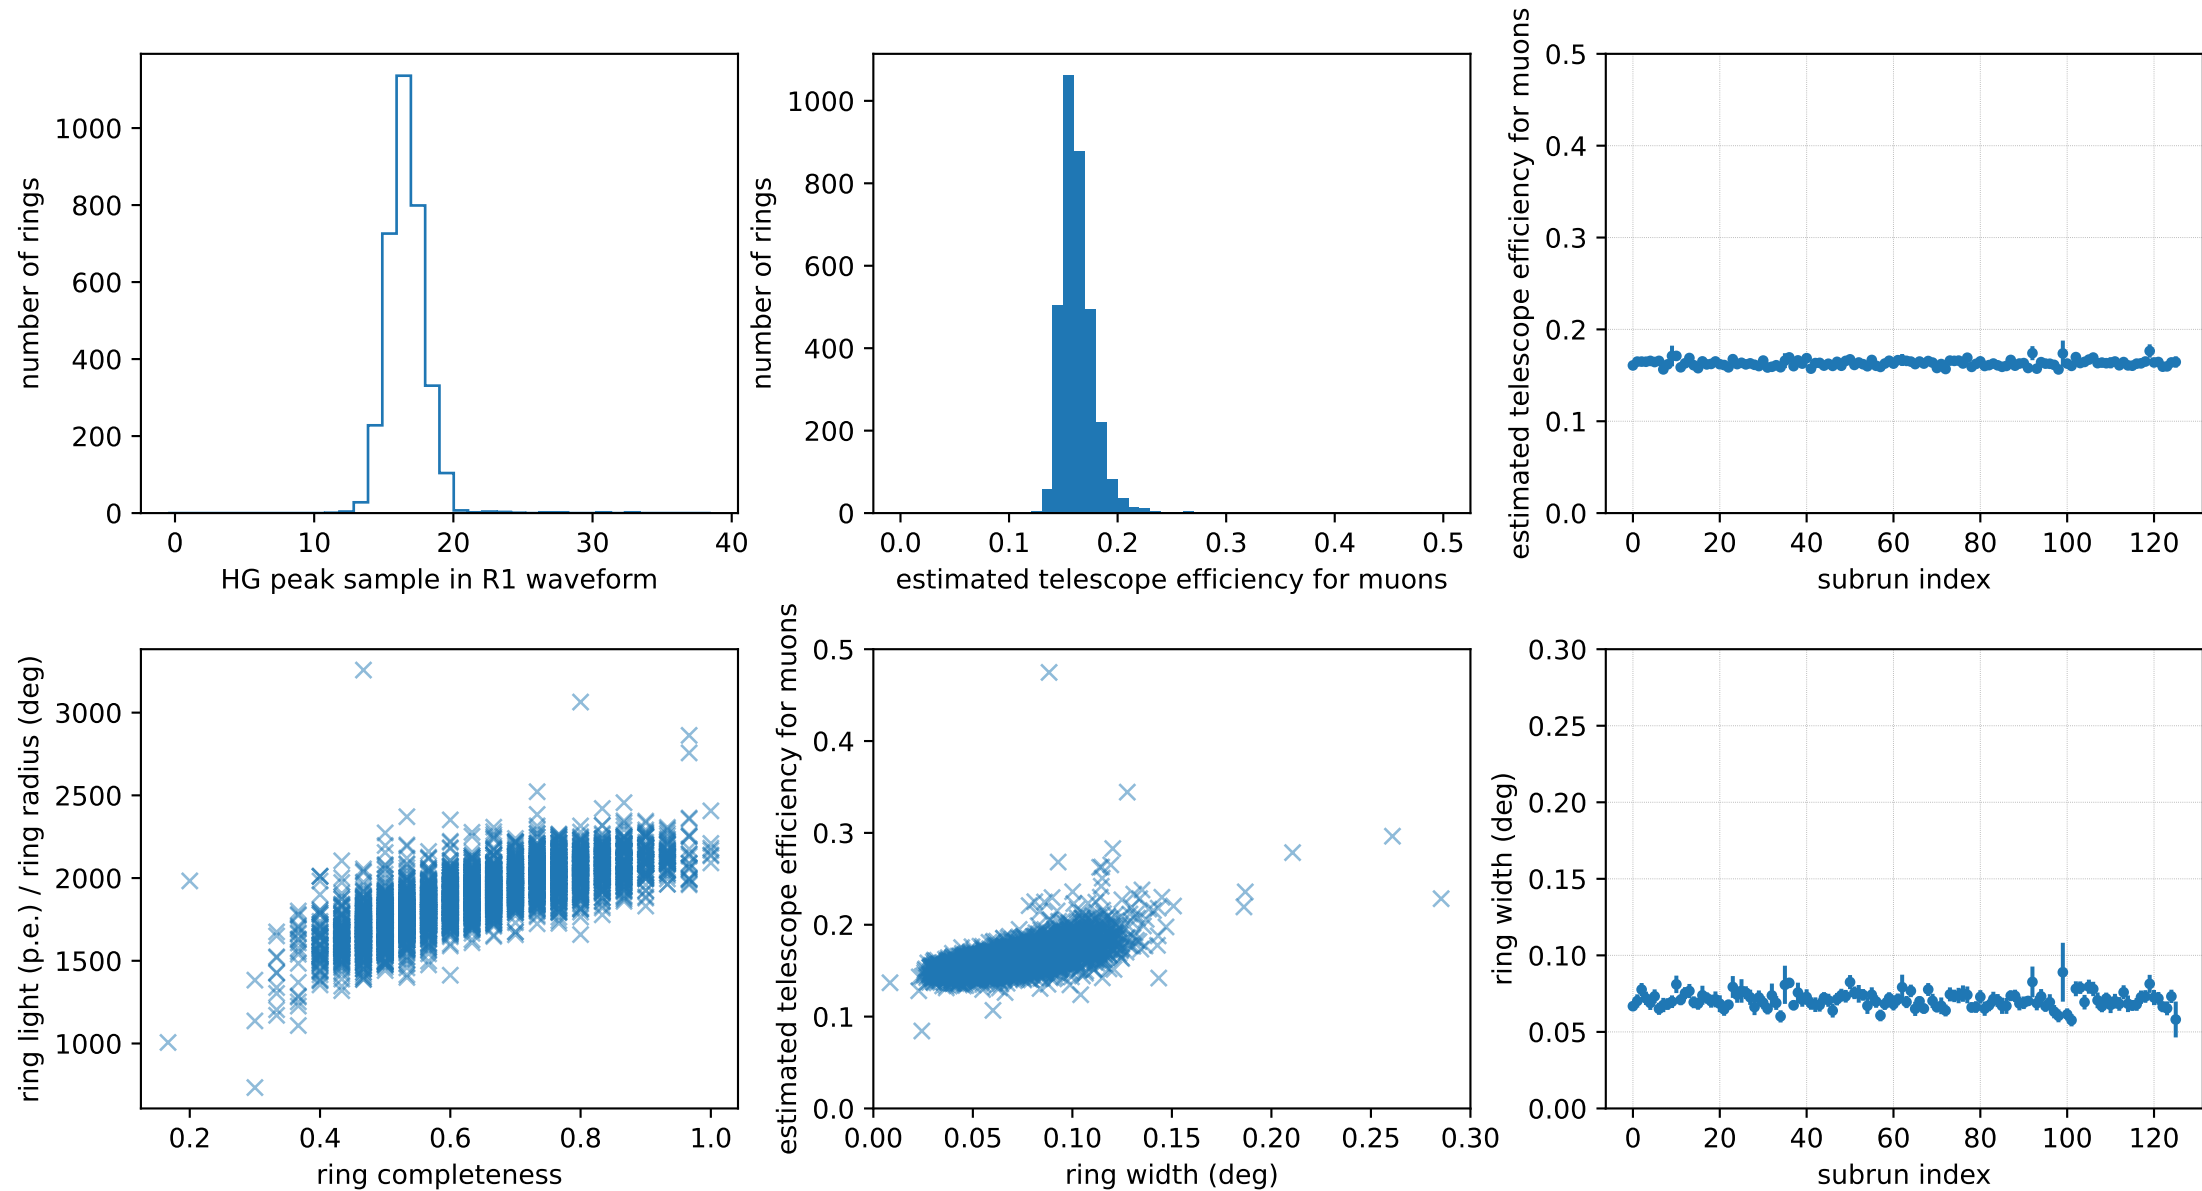 number of rings
1000
800
600
400
200
0
0 10 20 30 40
HG peak sample in R1 waveform
number of rings
1000
800
600
400
200
0
0.0 0.1 0.2 0.3 0.4 0.5
estimated telescope efficiency for muons
estimated telescope efficiency for muons
0.5
0.4
0.3
0.2
0.1
0.0
0 20 40 60 80 100 120
subrun index
ring light (p.e.) / ring radius (deg)
3000
2500
2000
1500
1000
0.2 0.4 0.6 0.8 1.0
ring completeness
estimated telescope efficiency for muons
0.5
0.4
0.3
0.2
0.1
0.0
0.00 0.05 0.10 0.15 0.20 0.25 0.30
ring width (deg)
ring width (deg)
0.30
0.25
0.20
0.15
0.10
0.05
0.00
0 20 40 60 80 100 120
subrun index